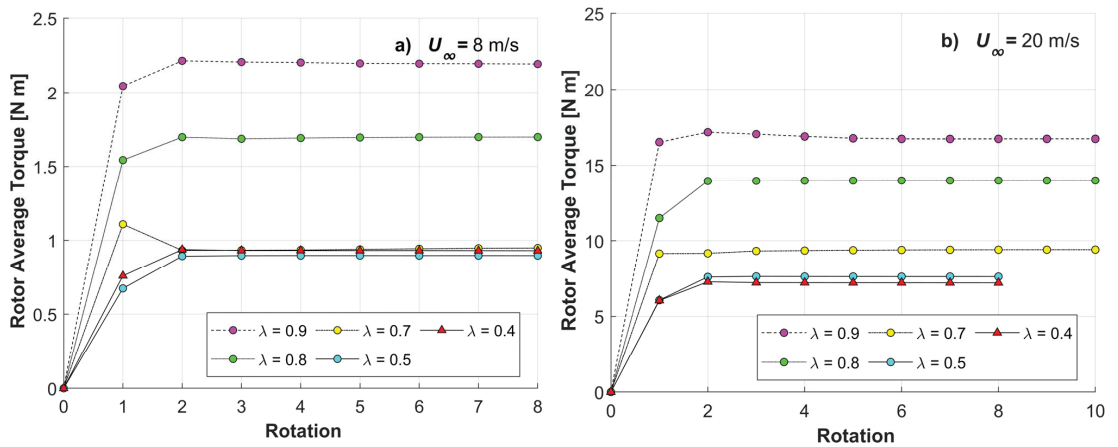 a) U∞ = 8 m/s
Rotor Average Torque [N m]
2.5
2
1.5
1
0.5
0
0 1 2 3 4 5 6 7 8
Rotation
λ = 0.9 λ = 0.7 λ = 0.4
λ = 0.8 λ = 0.5
b) U∞ = 20 m/s
Rotor Average Torque [N m]
25
20
15
10
5
0
0 2 4 6 8 10
Rotation
λ = 0.9 λ = 0.7 λ = 0.4
λ = 0.8 λ = 0.5